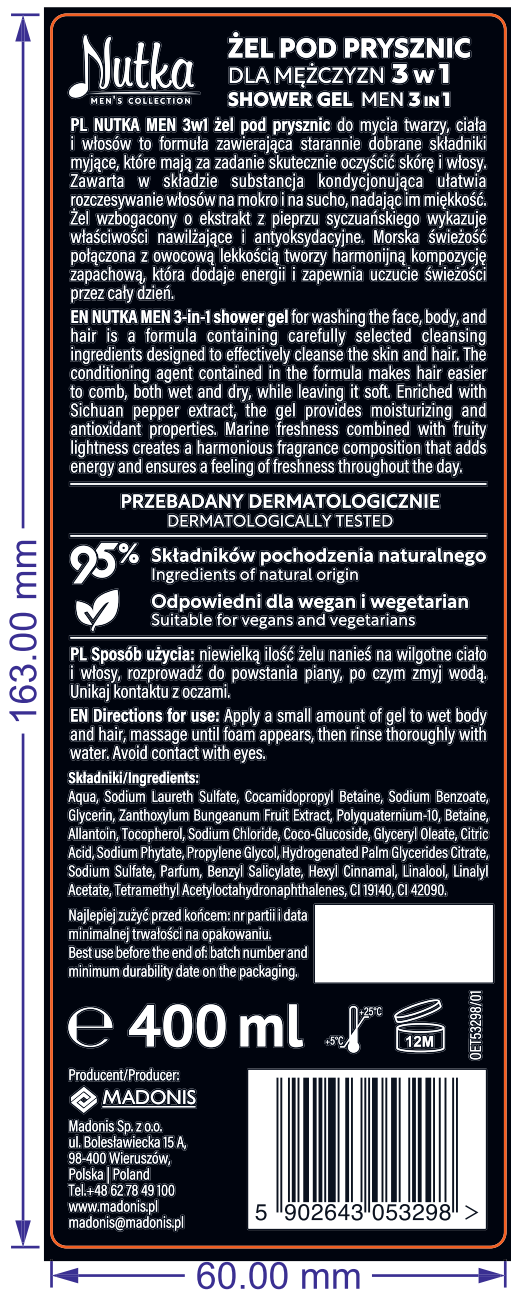 Nutka
MEN'S COLLECTION
ŻEL POD PRYSZNIC
DLA MĘŻCZYZN 3 w 1
SHOWER GEL MEN 3 IN 1
PL NUTKA MEN 3w1 żel pod prysznic do mycia twarzy, ciała
i włosów to formuła zawierająca starannie dobrane składniki
myjące, które mają za zadanie skutecznie oczyścić skórę i włosy.
Zawarta w składzie substancja kondycjonująca ułatwia
rozczesywanie włosów na mokro i na sucho, nadając im miękkość.
Żel wzbogacony o ekstrakt z pieprzu syczuańskiego wykazuje
właściwości nawilżające i antyoksydacyjne. Morska świeżość
połączona z owocową lekkością tworzy harmonijną kompozycję
zapachową, która dodaje energii i zapewnia uczucie świeżości
przez cały dzień.
EN NUTKA MEN 3-in-1 shower gel for washing the face, body, and
hair is a formula containing carefully selected cleansing
ingredients designed to effectively cleanse the skin and hair. The
conditioning agent contained in the formula makes hair easier
to comb, both wet and dry, while leaving it soft. Enriched with
Sichuan pepper extract, the gel provides moisturizing and
antioxidant properties. Marine freshness combined with fruity
lightness creates a harmonious fragrance composition that adds
energy and ensures a feeling of freshness throughout the day.
PRZEBADANY DERMATOLOGICZNIE
DERMATOLOGICALLY TESTED
95% Składników pochodzenia naturalnego
Ingredients of natural origin
Odpowiedni dla wegan i wegetarian
Suitable for vegans and vegetarians
PL Sposób użycia: niewielką ilość żelu nanieś na wilgotne ciało
i włosy, rozprowadź do powstania piany, po czym zmyj wodą.
Unikaj kontaktu z oczami.
EN Directions for use: Apply a small amount of gel to wet body
and hair, massage until foam appears, then rinse thoroughly with
water. Avoid contact with eyes.
Składniki/Ingredients:
Aqua, Sodium Laureth Sulfate, Cocamidopropyl Betaine, Sodium Benzoate,
Glycerin, Zanthoxylum Bungeanum Fruit Extract, Polyquaternium-10, Betaine,
Allantoin, Tocopherol, Sodium Chloride, Coco-Glucoside, Glyceryl Oleate, Citric
Acid, Sodium Phytate, Propylene Glycol, Hydrogenated Palm Glycerides Citrate,
Sodium Sulfate, Parfum, Benzyl Salicylate, Hexyl Cinnamal, Linalool, Linalyl
Acetate, Tetramethyl Acetyloctahydronaphthalenes, CI 19140, CI 42090.
Najlepiej zużyć przed końcem: nr partii i data
minimalnej trwałości na opakowaniu.
Best use before the end of: batch number and
minimum durability date on the packaging.
℮ 400 ml
+5°C
+25°C
12M
OET53298/01
Producent/Producer:
MADONIS
Madonis Sp. z o.o.
ul. Bolesławiecka 15 A,
98-400 Wieruszów,
Polska | Poland
Tel.+48 62 78 49 100
www.madonis.pl
madonis@madonis.pl
5 902643 053298 >
163.00 mm
60.00 mm